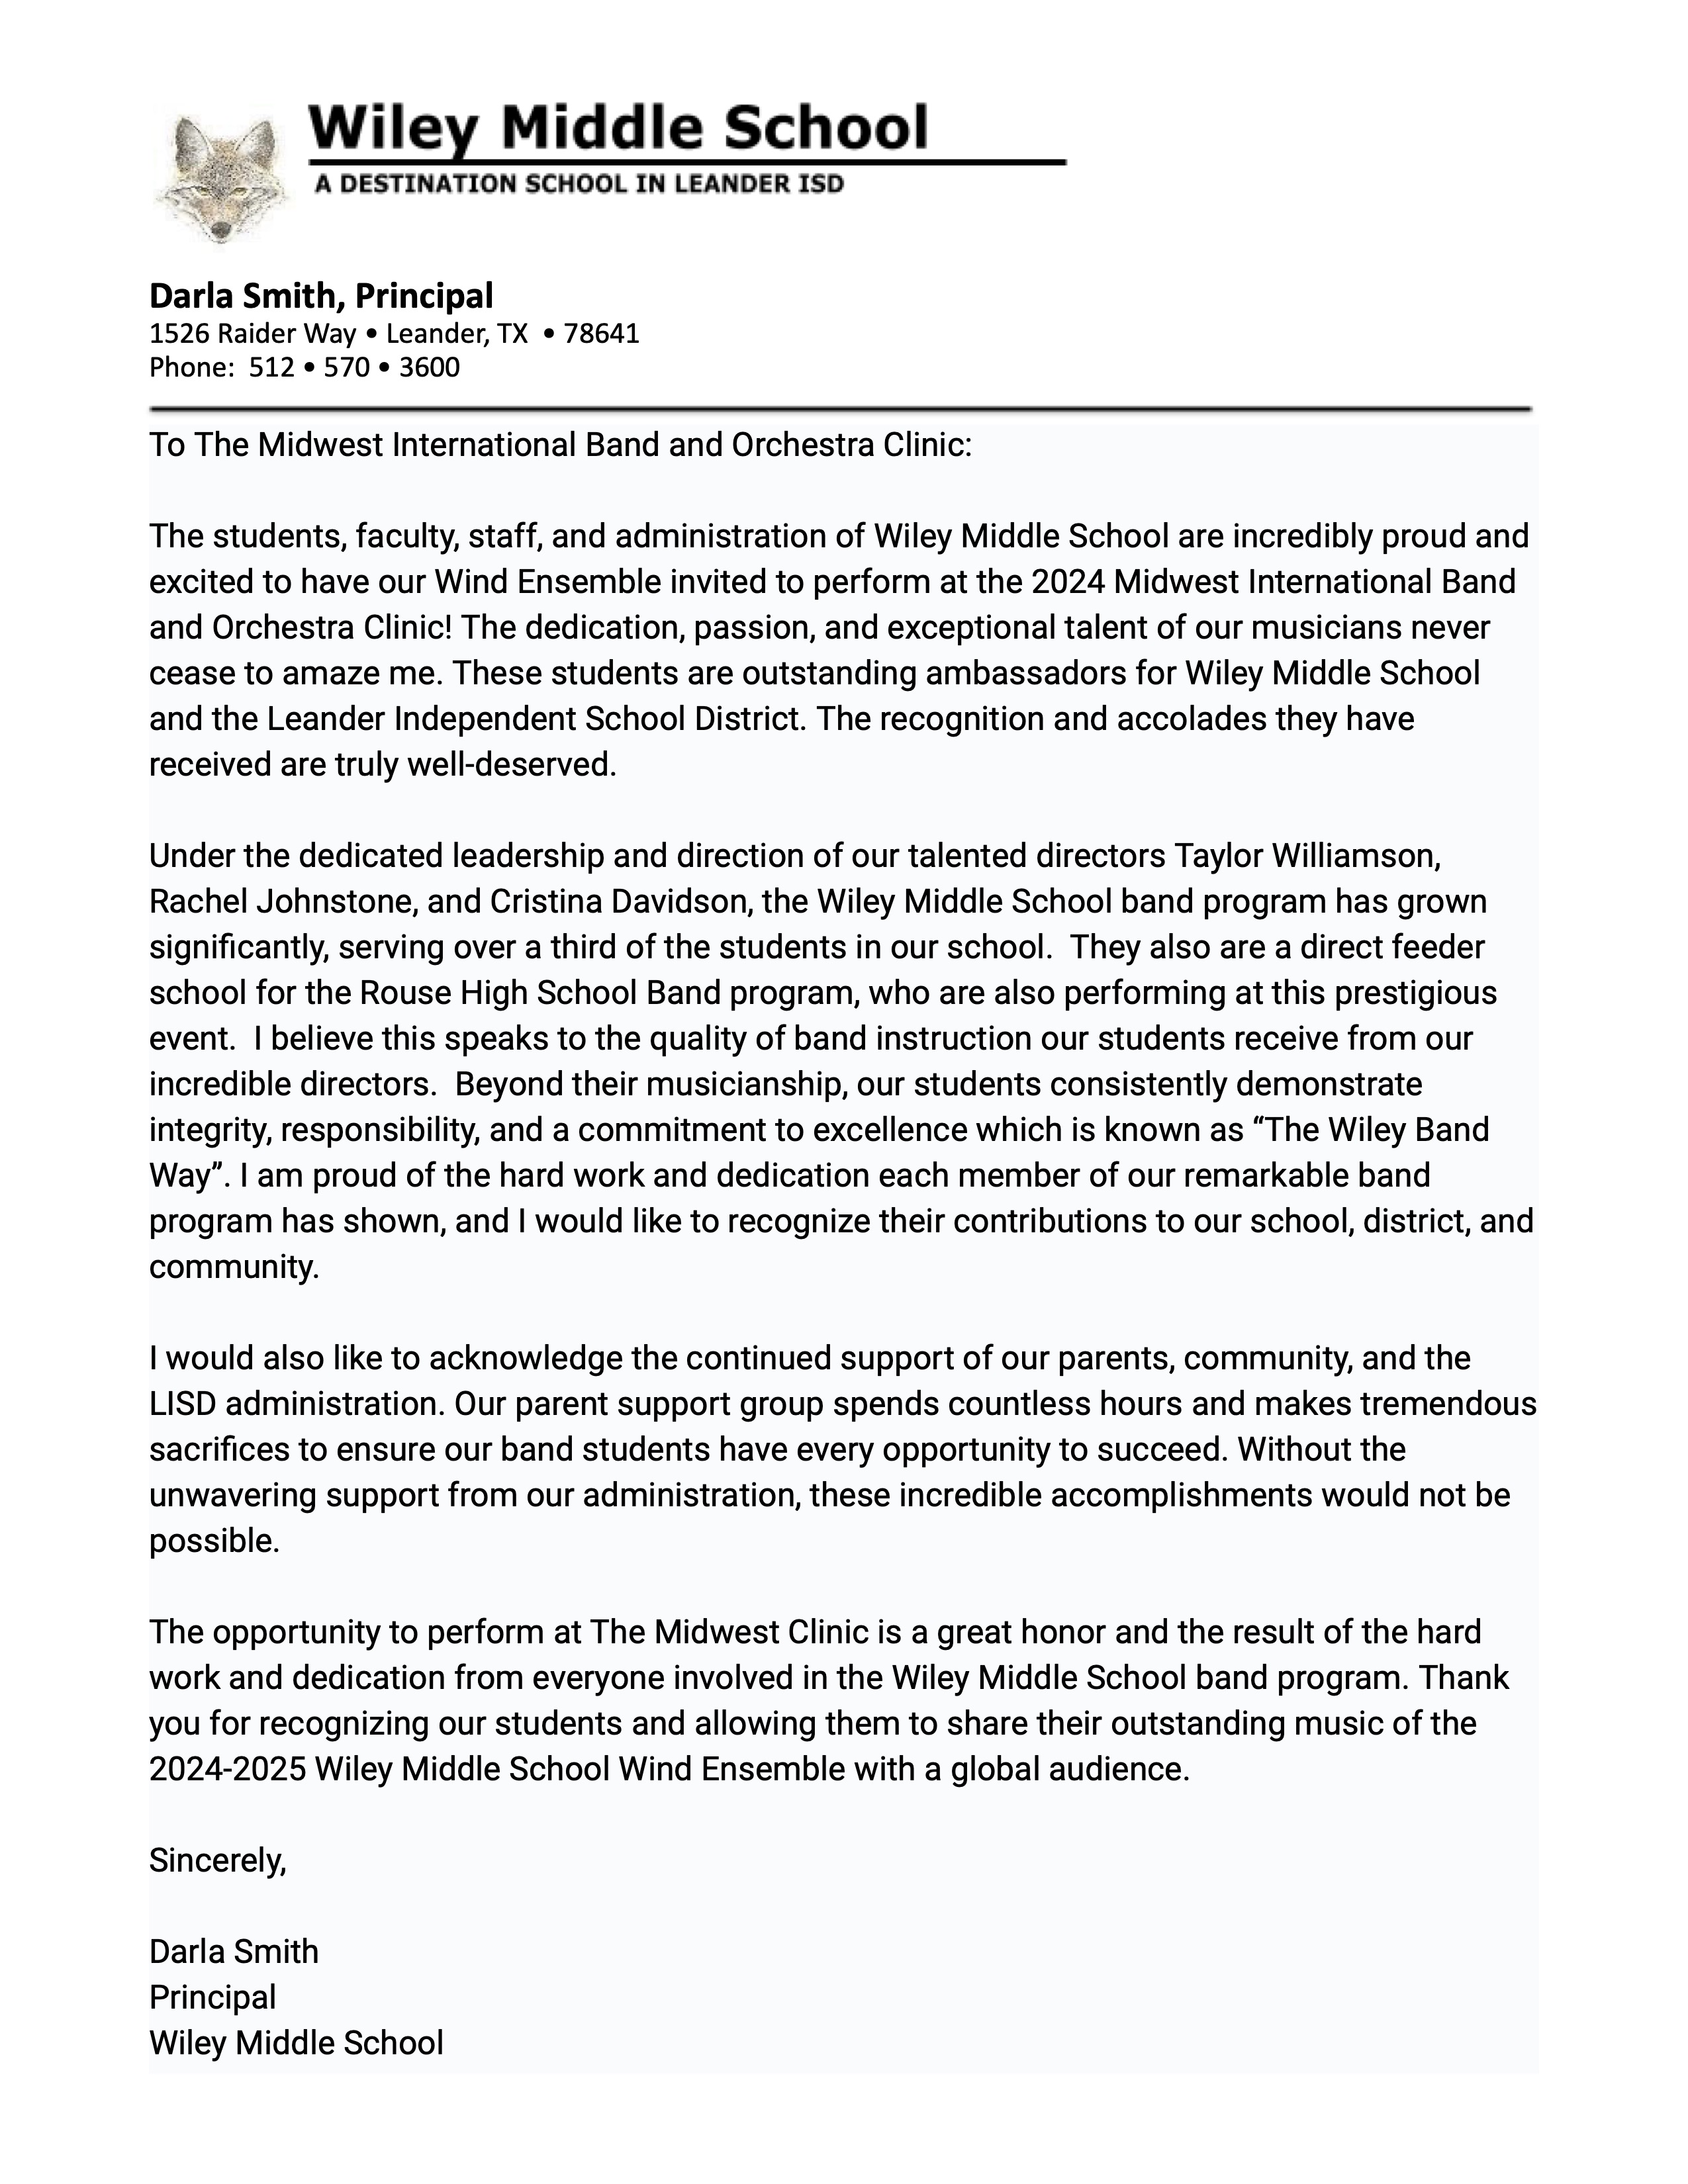 Wiley Middle School
A DESTINATION SCHOOL IN LEANDER ISD
Darla Smith, Principal
1526 Raider Way • Leander, TX • 78641
Phone: 512 • 570 • 3600
To The Midwest International Band and Orchestra Clinic:
The students, faculty, staff, and administration of Wiley Middle School are incredibly proud and
excited to have our Wind Ensemble invited to perform at the 2024 Midwest International Band
and Orchestra Clinic! The dedication, passion, and exceptional talent of our musicians never
cease to amaze me. These students are outstanding ambassadors for Wiley Middle School
and the Leander Independent School District. The recognition and accolades they have
received are truly well-deserved.
Under the dedicated leadership and direction of our talented directors Taylor Williamson,
Rachel Johnstone, and Cristina Davidson, the Wiley Middle School band program has grown
significantly, serving over a third of the students in our school.  They also are a direct feeder
school for the Rouse High School Band program, who are also performing at this prestigious
event.  I believe this speaks to the quality of band instruction our students receive from our
incredible directors.  Beyond their musicianship, our students consistently demonstrate
integrity, responsibility, and a commitment to excellence which is known as “The Wiley Band
Way”. I am proud of the hard work and dedication each member of our remarkable band
program has shown, and I would like to recognize their contributions to our school, district, and
community.
I would also like to acknowledge the continued support of our parents, community, and the
LISD administration. Our parent support group spends countless hours and makes tremendous
sacrifices to ensure our band students have every opportunity to succeed. Without the
unwavering support from our administration, these incredible accomplishments would not be
possible.
The opportunity to perform at The Midwest Clinic is a great honor and the result of the hard
work and dedication from everyone involved in the Wiley Middle School band program. Thank
you for recognizing our students and allowing them to share their outstanding music of the
2024-2025 Wiley Middle School Wind Ensemble with a global audience.
Sincerely,
Darla Smith
Principal
Wiley Middle School